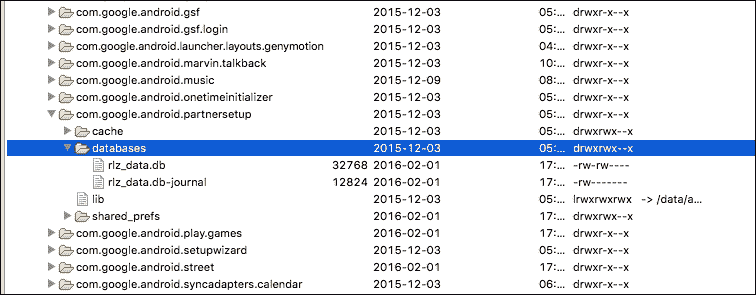 com.google.android.gsf 2015-12-03 05:... drwxr-x--x
com.google.android.gsf.login 2015-12-03 05:... drwxr-x--x
com.google.android.launcher.layouts.genymotion 2015-12-03 04:... drwxr-x--x
com.google.android.marvin.talkback 2015-12-03 10:... drwxr-x--x
com.google.android.music 2015-12-09 08:... drwxr-x--x
com.google.android.onetimeinitializer 2015-12-03 05:... drwxr-x--x
com.google.android.partnersetup 2015-12-03 05:... drwxr-x--x
cache 2015-12-03 05:... drwxrwx--x
databases 2015-12-03 05:... drwxrwx--x
rlz_data.db 32768 2016-02-01 17:... -rw-rw----
rlz_data.db-journal 12824 2016-02-01 17:... -rw-------
lib 2015-12-03 05:... lrwxrwxrwx -> /data/a...
shared_prefs 2016-02-01 17:... drwxrwx--x
com.google.android.play.games 2016-02-01 17:... drwxr-x--x
com.google.android.setupwizard 2015-12-03 05:... drwxr-x--x
com.google.android.street 2016-02-01 17:... drwxr-x--x
com.google.android.syncadapters.calendar 2015-12-03 06:... drwxr-x--x